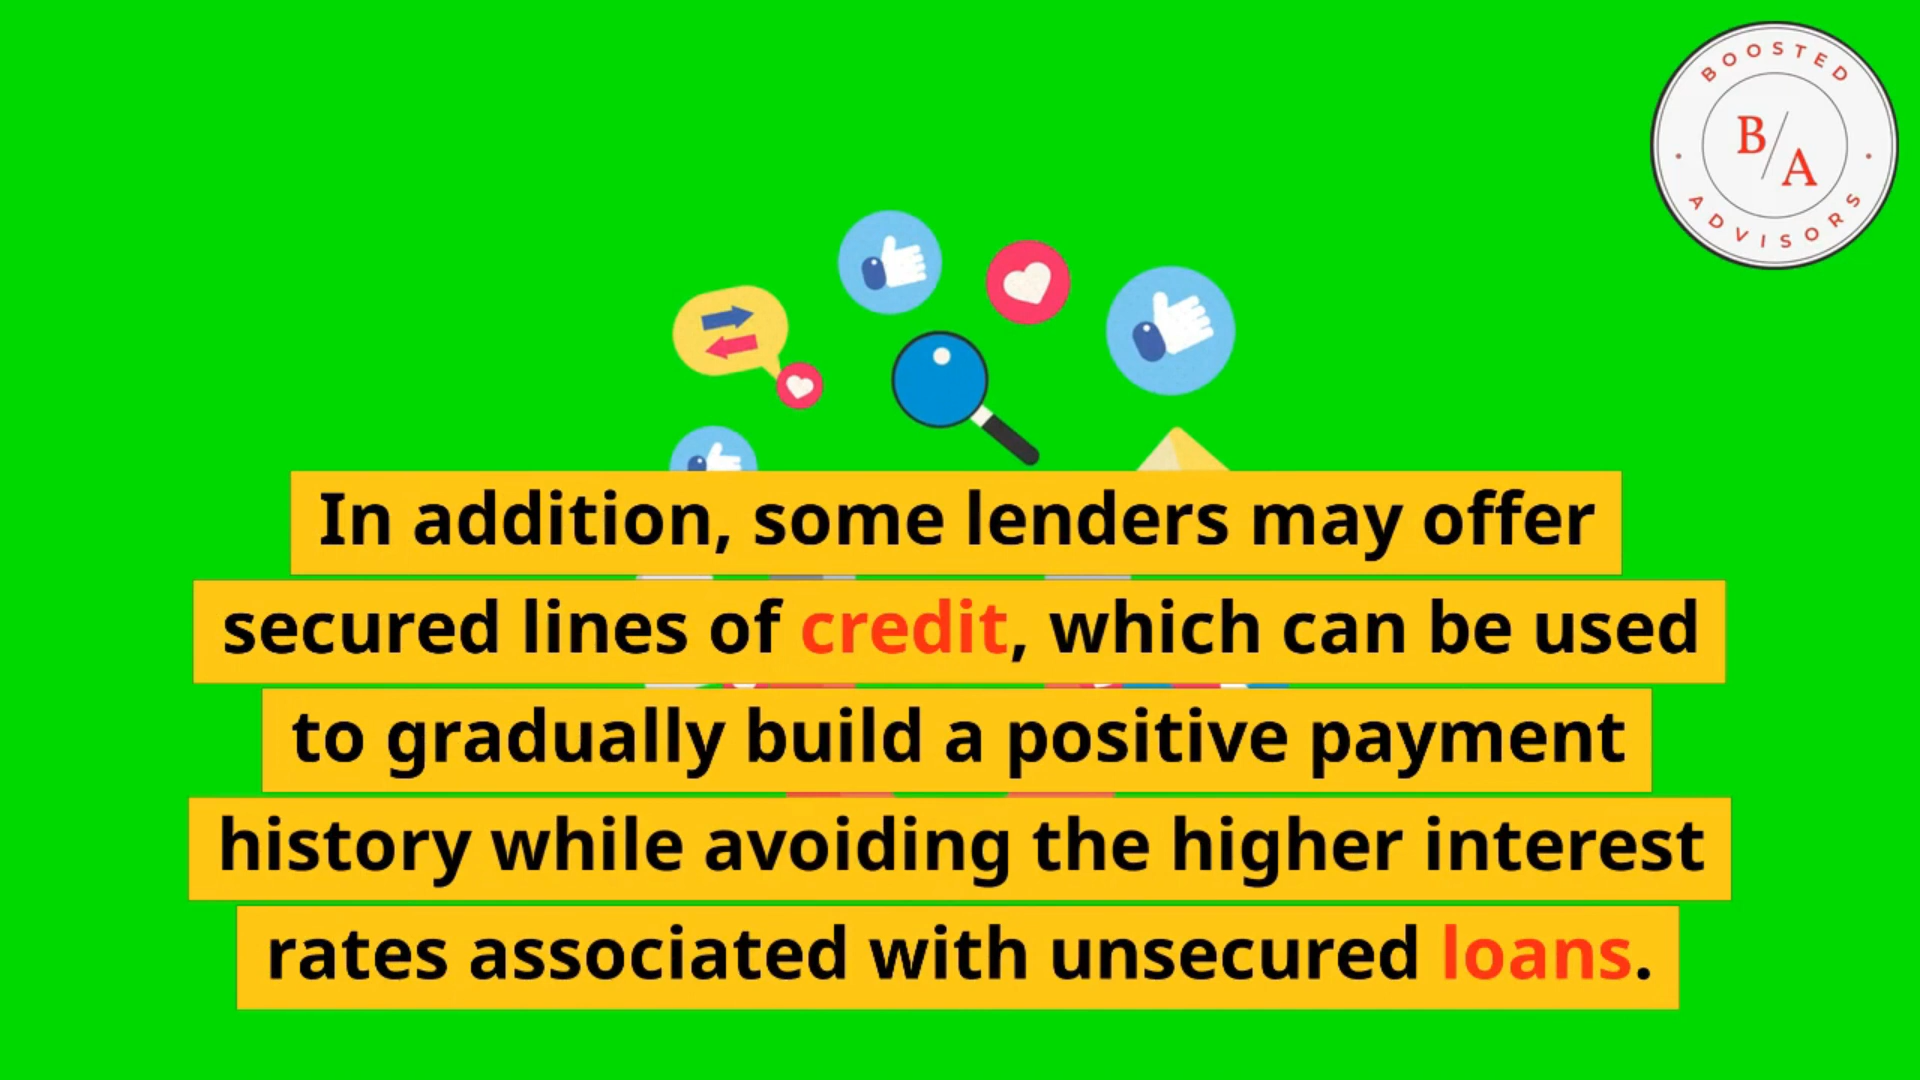 BOOSTED
B/A
ADVISORS
In addition, some lenders may offer
secured lines of credit, which can be used
to gradually build a positive payment
history while avoiding the higher interest
rates associated with unsecured loans.